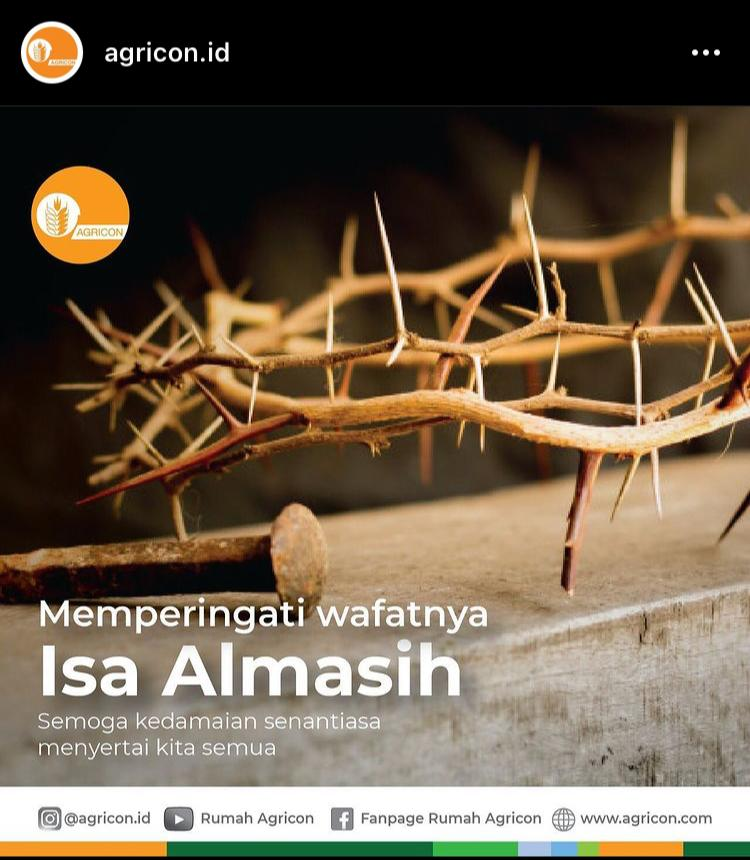 agricon.id
AGRICON
AGRICON
Memperingati wafatnya
Isa Almasih
Semoga kedamaian senantiasa
menyertai kita semua
@agricon.id Rumah Agricon Fanpage Rumah Agricon www.agricon.com